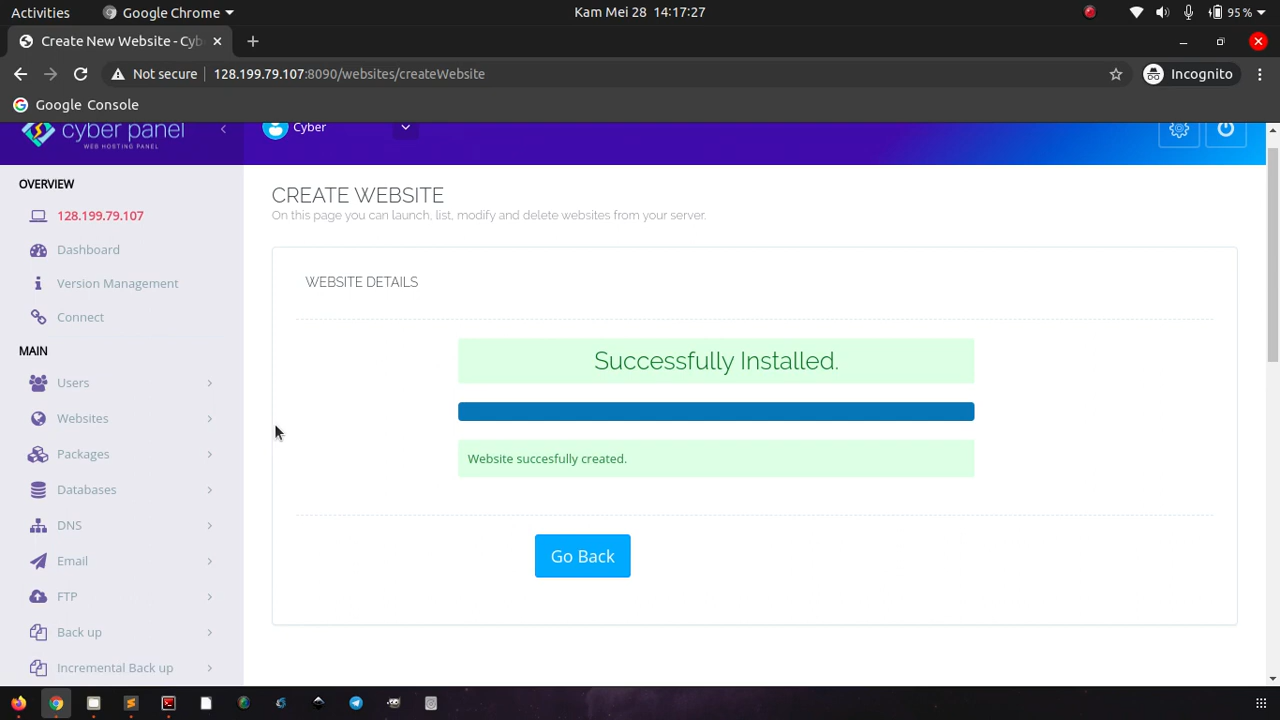 Activities
Google Chrome
Kam Mei 28 14:17:27
95 %
Create New Website - Cyb
Not secure
128.199.79.107:8090/websites/createWebsite
Incognito
Google Console
cyber panel
WEB HOSTING PANEL
Cyber
OVERVIEW
128.199.79.107
Dashboard
Version Management
Connect
MAIN
Users
Websites
Packages
Databases
DNS
Email
FTP
Back up
Incremental Back up
CREATE WEBSITE
On this page you can launch, list, modify and delete websites from your server.
WEBSITE DETAILS
Successfully Installed.
Website succesfully created.
Go Back